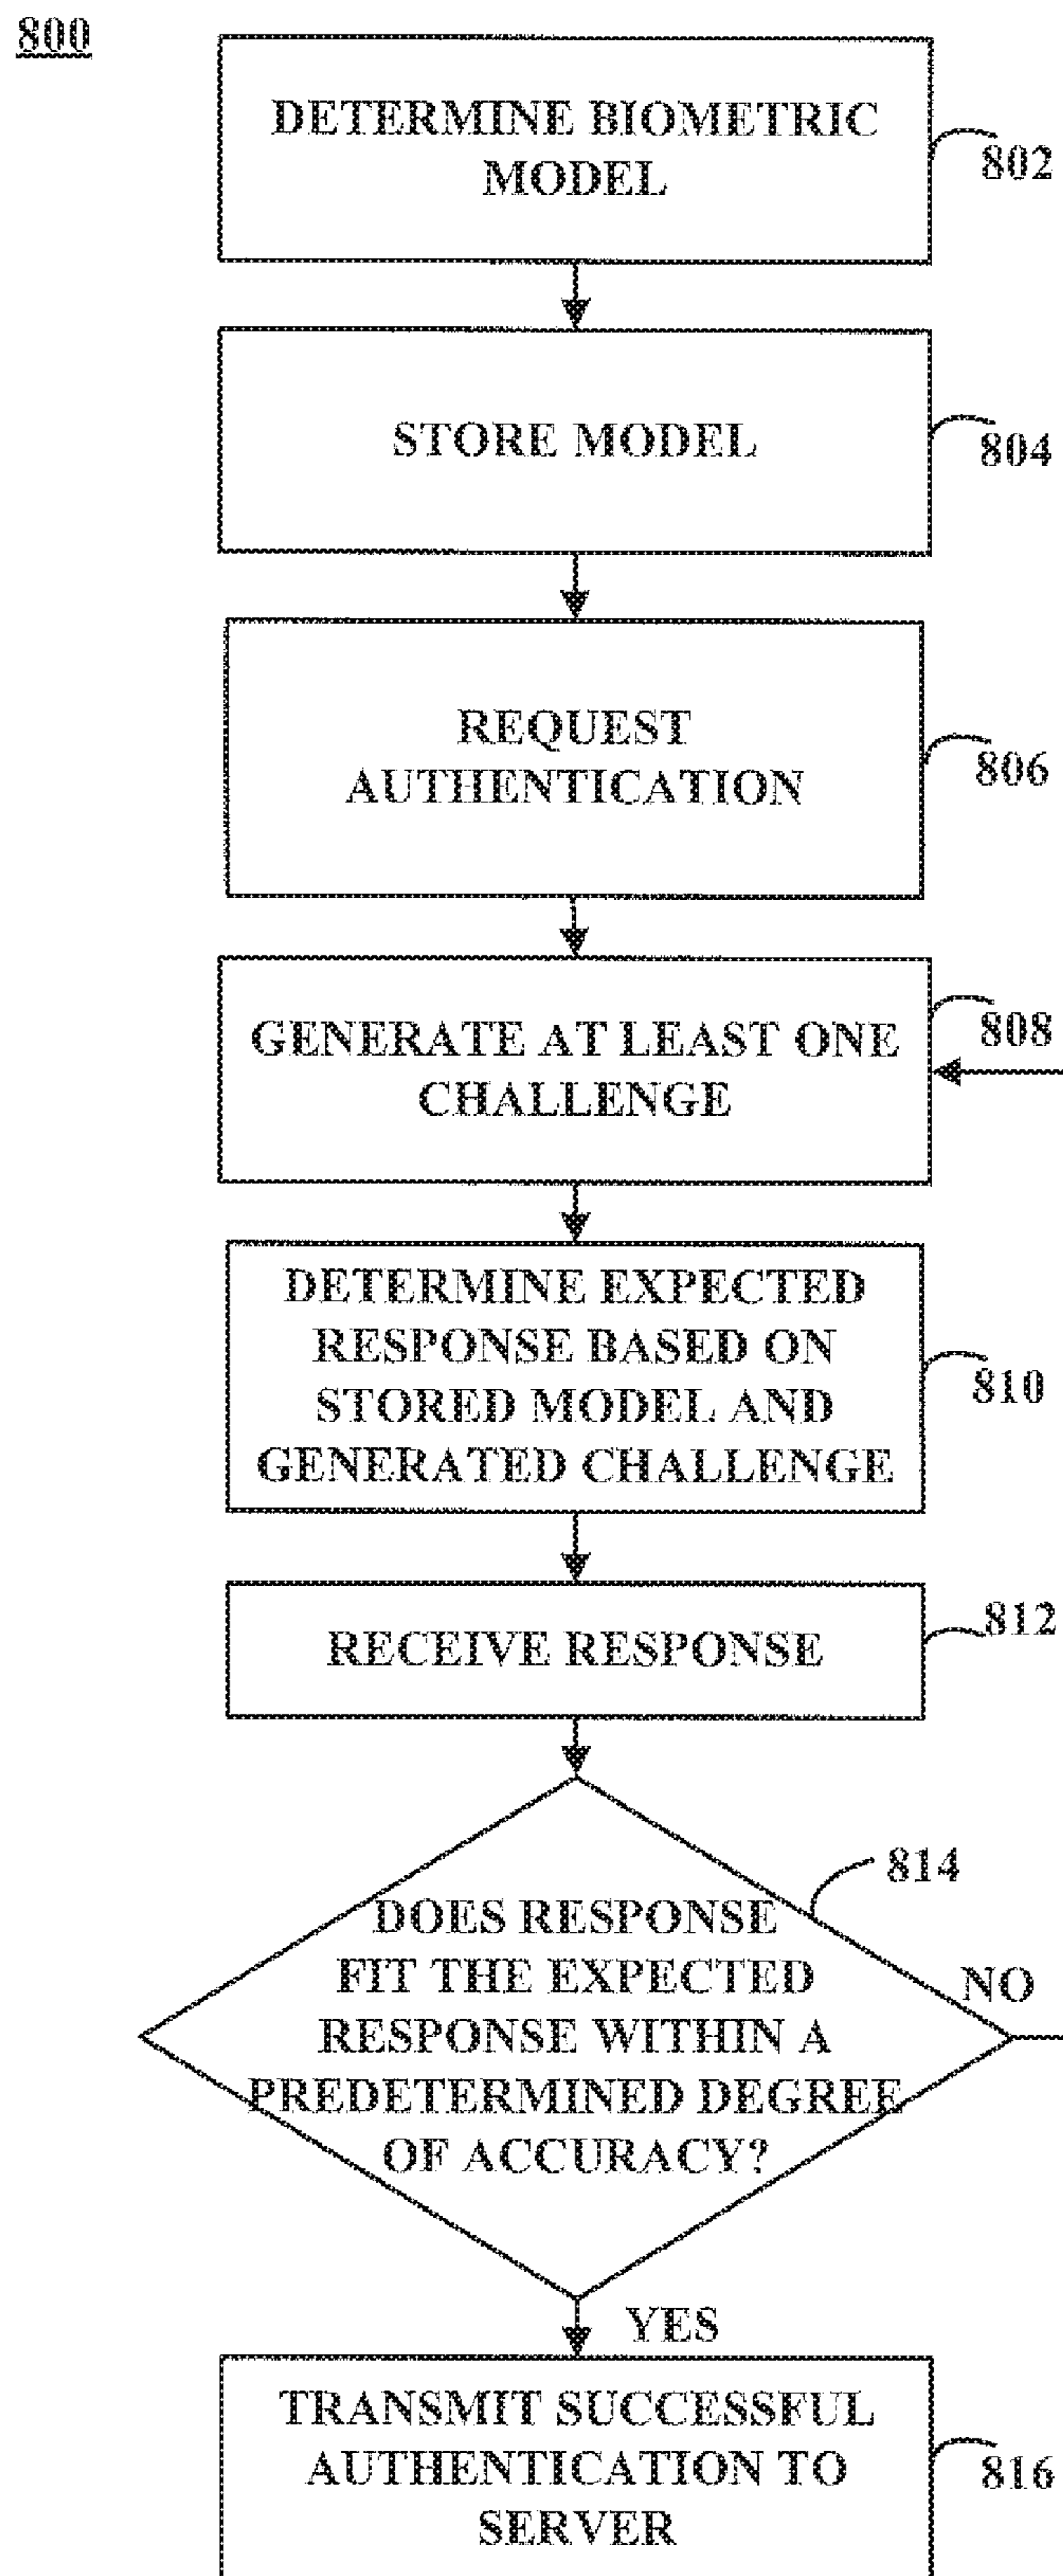 800
DETERMINE BIOMETRIC
MODEL
802
STORE MODEL
804
REQUEST
AUTHENTICATION
806
GENERATE AT LEAST ONE
CHALLENGE
808
DETERMINE EXPECTED
RESPONSE BASED ON
STORED MODEL AND
GENERATED CHALLENGE
810
RECEIVE RESPONSE
812
814
DOES RESPONSE
FIT THE EXPECTED
RESPONSE WITHIN A
PREDETERMINED DEGREE
OF ACCURACY?
NO
YES
TRANSMIT SUCCESSFUL
AUTHENTICATION TO
SERVER
816